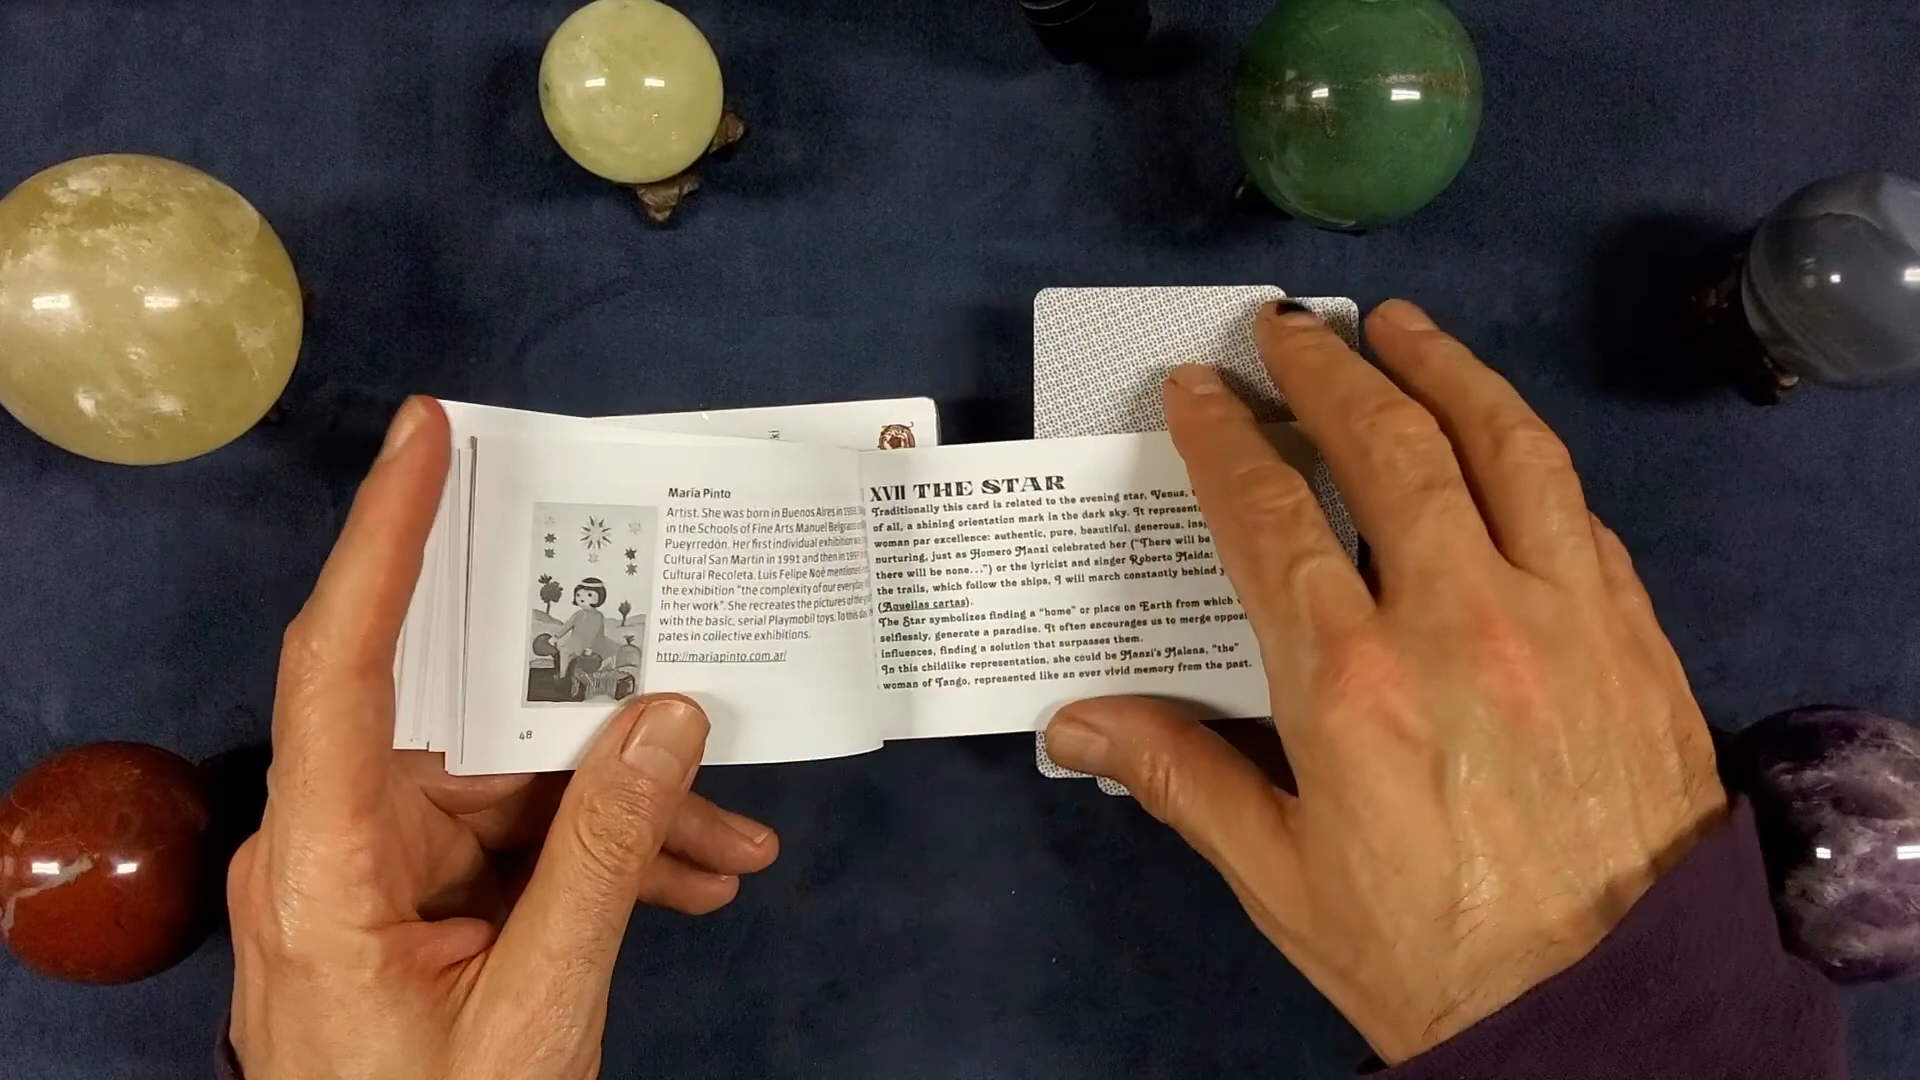 María Pinto
Artist. She was born in Buenos Aires in
in the Schools of Fine Arts Manuel Belgrano
Pueyrredón. Her first individual exhibition
Cultural San Martín in 1991 and then in
Cultural Recoleta. Luis Felipe Noé mentioned
the exhibition "the complexity of our everyday
in her work". She recreates the pictures of the
with the basic, serial Playmobil toys. To this day,
pates in collective exhibitions.
http://mariapinto.com.ar/
48
XVII THE STAR
Traditionally this card is related to the evening star, Venus,
of all, a shining orientation mark in the dark sky. It represents
woman par excellence: authentic, pure, beautiful, generous,
nurturing, just as Homero Manzi celebrated her ("There will be
there will be none...") or the lyricist and singer Roberto Maida:
the trails, which follow the ships, I will march constantly behind
(Aquellas cartas).
The Star symbolizes finding a "home" or place on Earth from which
selflessly, generate a paradise. It often encourages us to merge
influences, finding a solution that surpasses them.
In this childlike representation, she could be Manzi's Malena, "the"
woman of Tango, represented like an ever vivid memory from the past.